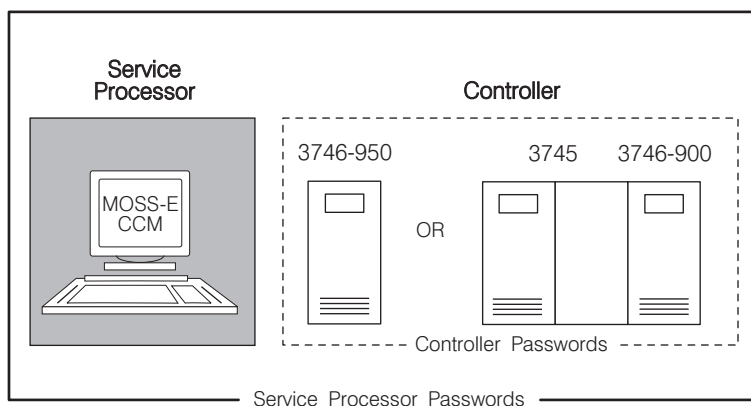 Service
Processor
Controller
3746-950
3745
3746-900
MOSS-E
CCM
OR
Controller Passwords
Service Processor Passwords